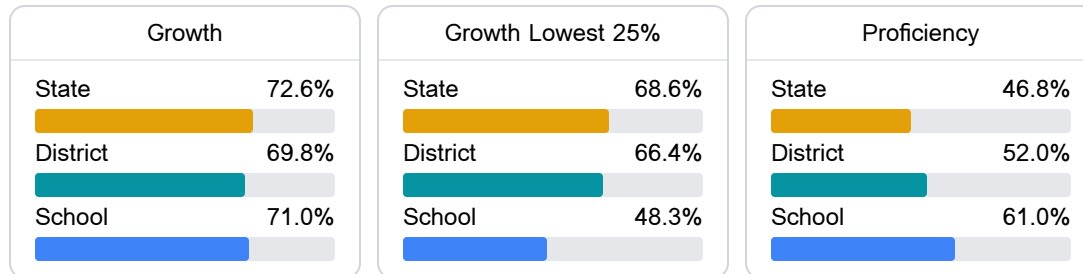 Growth
State 72.6%
District 69.8%
School 71.0%
Growth Lowest 25%
State 68.6%
District 66.4%
School 48.3%
Proficiency
State 46.8%
District 52.0%
School 61.0%